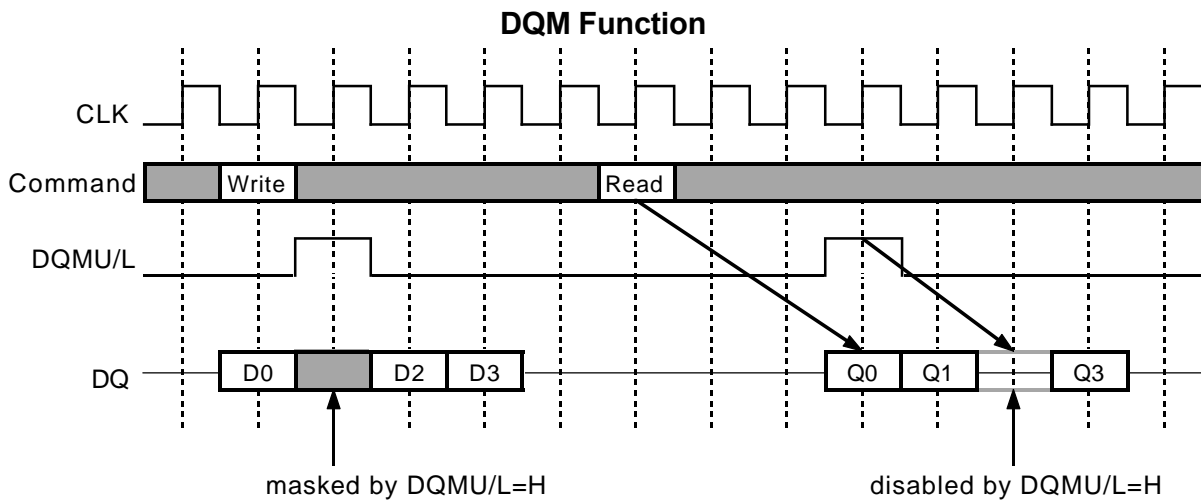 DQM Function
CLK
Command Write Read
DQMU/L
DQ D0 D2 D3 Q0 Q1 Q3
masked by DQMU/L=H disabled by DQMU/L=H